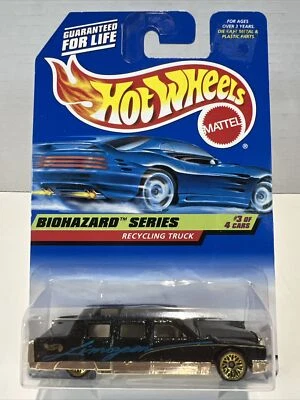 GUARANTEED
FOR LIFE
FOR AGES
OVER 3 YEARS.
DIE CAST METAL &
PLASTIC PARTS.
HOT WHEELS
MATTEL
®
BIOHAZARD™ SERIES
#3 OF
4 CARS
RECYCLING TRUCK
Limozeen